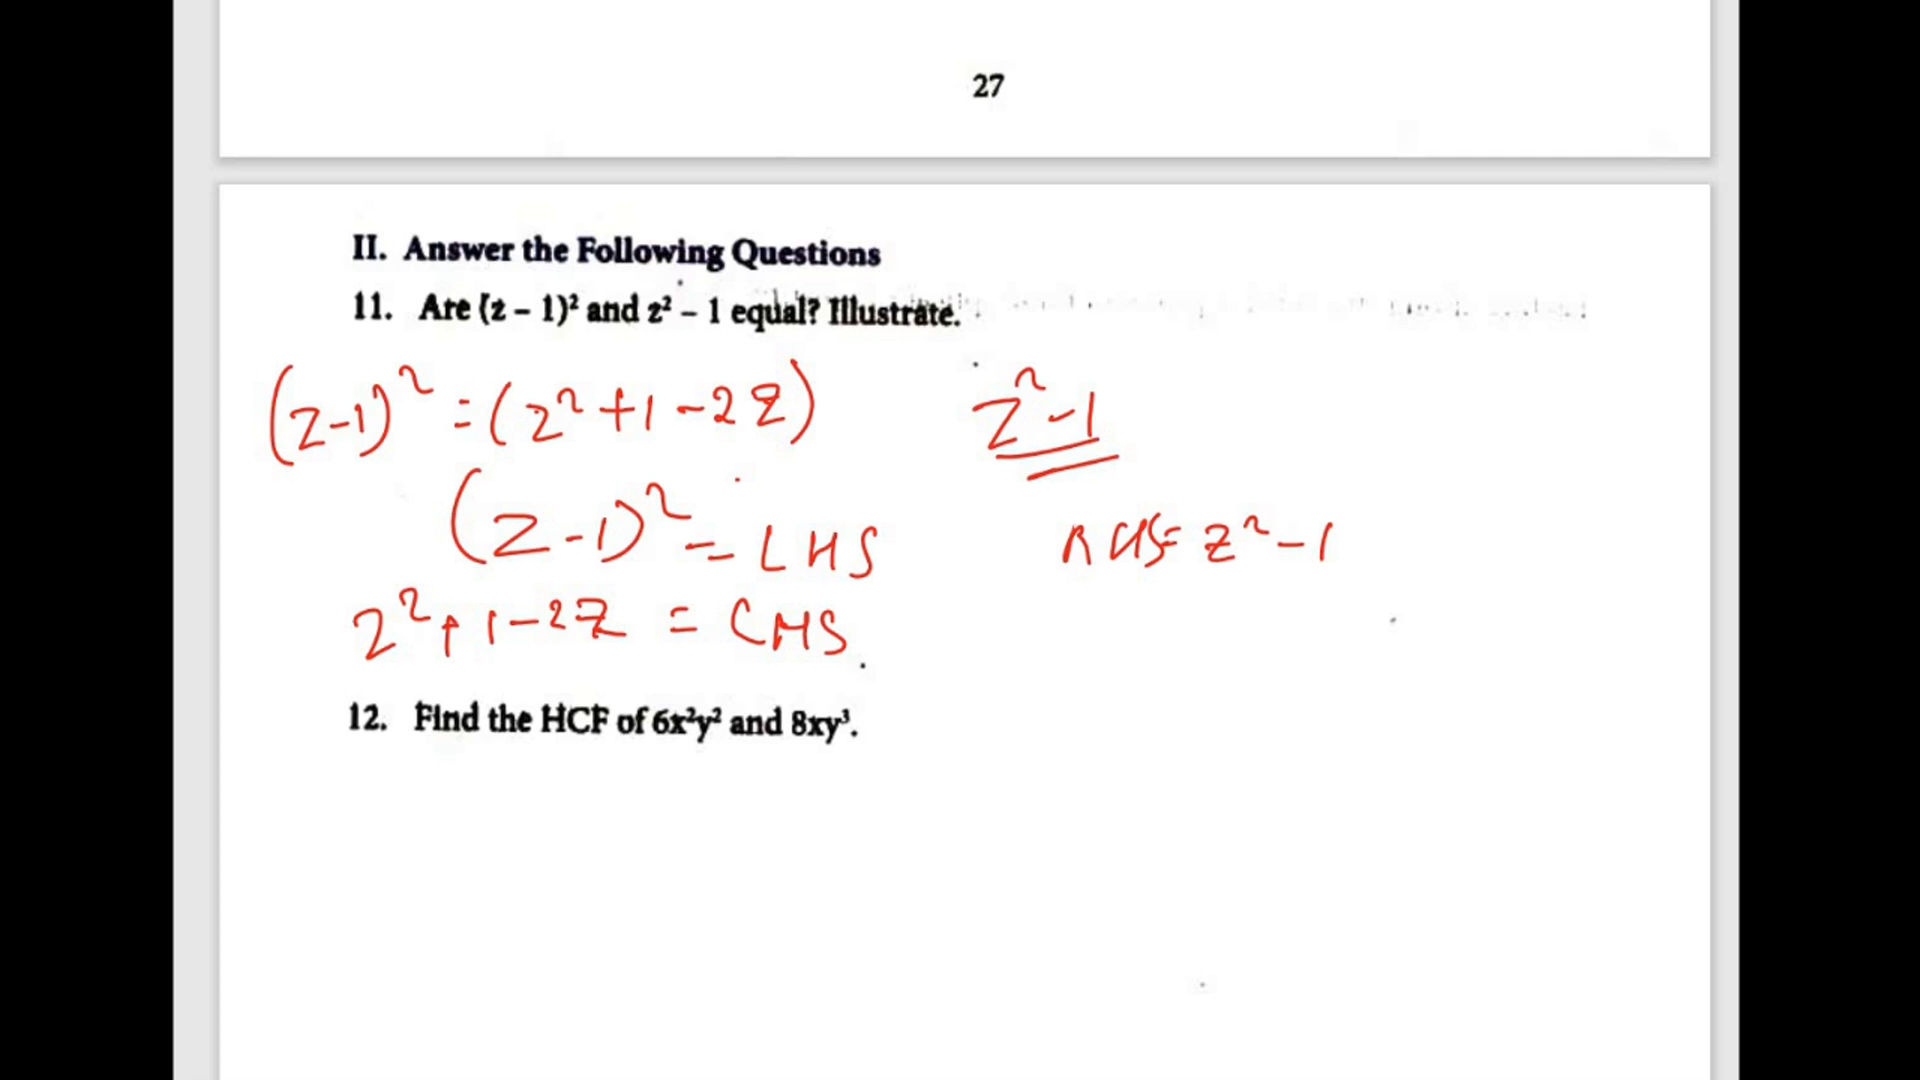 27
II. Answer the Following Questions
11. Are (z – 1)² and z² – 1 equal? Illustrate.
(z-1)² = (z²+1-2z)
z²-1
(z-1)² = LHS
RHS= z²-1
z²+1-2z = LHS
12. Find the HCF of 6x²y² and 8xy³.